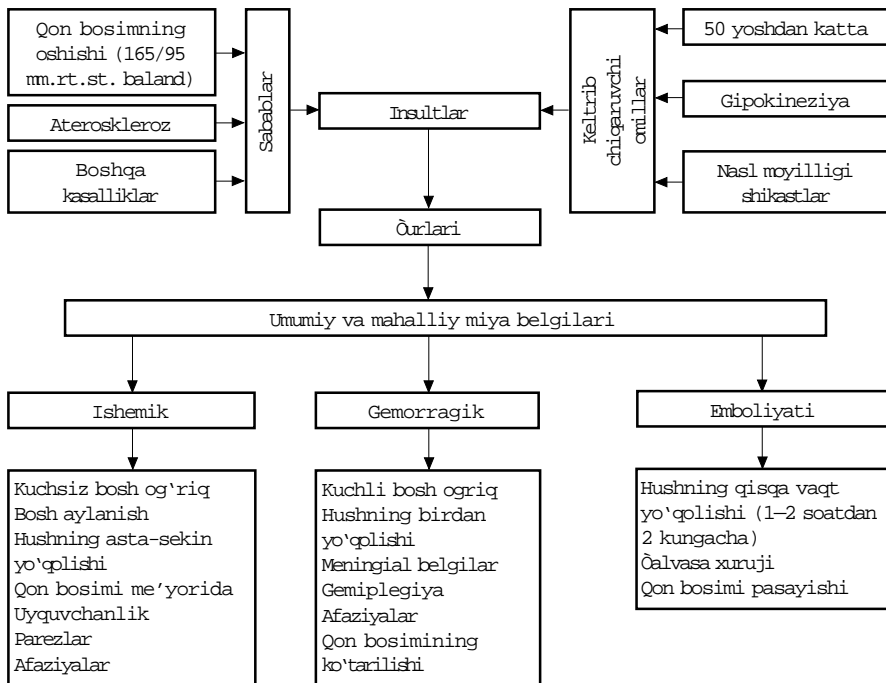 Qon bosimning
oshishi (165/95
mm.rt.st. baland)
Ateroskleroz
Boshqa
kasalliklar
Sabablar
Insultlar
Keltrib
chiqaruvchi
omillar
50 yoshdan katta
Gipokineziya
Nasl moyilligi
shikastlar
Òurlari
Umumiy va mahalliy miya belgilari
Ishemik
Gemorragik
Emboliyati
Kuchsiz bosh og‘riq
Bosh aylanish
Hushning asta-sekin
yo‘qolishi
Qon bosimi me’yorida
Uyquvchanlik
Parezlar
Afaziyalar
Kuchli bosh ogriq
Hushning birdan
yo‘qolishi
Meningial belgilar
Gemiplegiya
Afaziyalar
Qon bosimining
ko‘tarilishi
Hushning qisqa vaqt
yo‘qolishi (1—2 soatdan
2 kungacha)
Òalvasa xuruji
Qon bosimi pasayishi